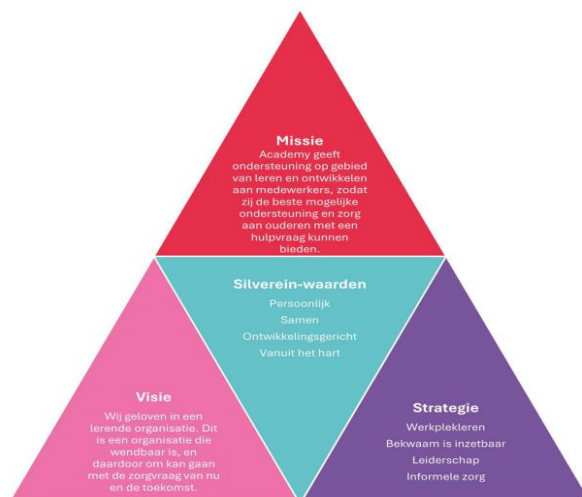 Missie
Academy geeft
ondersteuning op gebied
van leren en ontwikkelen
aan medewerkers, zodat
zij de beste mogelijke
ondersteuning en zorg
aan ouderen met een
hulpvraag kunnen
bieden.
Silverein-waarden
Persoonlijk
Samen
Ontwikkelingsgericht
Vanuit het hart
Visie
Wij geloven in een
lerende organisatie. Dit
is een organisatie die
wendbaar is, en
daardoor om kan gaan
met de zorgvraag van nu
en de toekomst.
Strategie
Werkplekleren
Bekwaam is inzetbaar
Leiderschap
Informele zorg